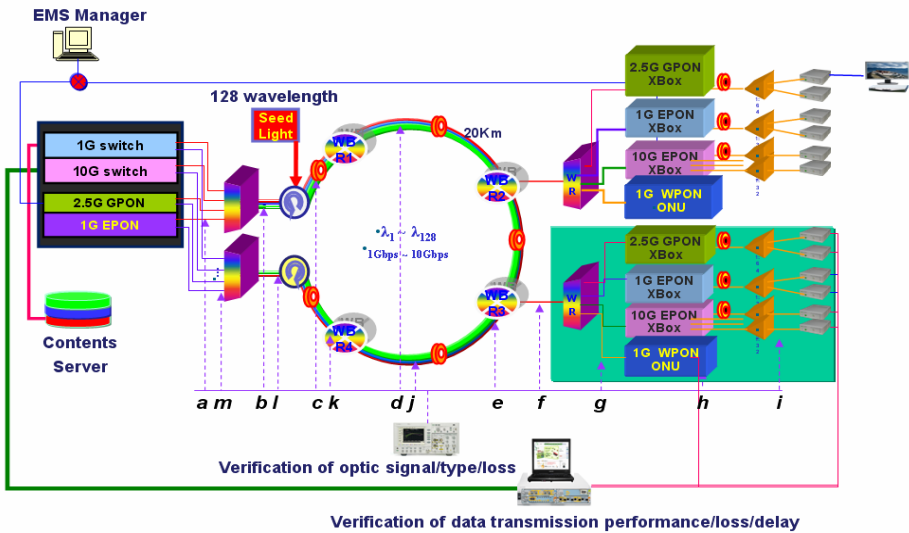 EMS Manager
128 wavelength
Seed
Light
1G switch
10G switch
2.5G GPON
1G EPON
Contents
Server
WB
R1
20Km
WB
R2
WB
R3
WB
R4
•λ1 ~ λ128
•1Gbps ~ 10Gbps
W
R
2.5G GPON
XBox
1G EPON
XBox
10G EPON
XBox
1G WPON
ONU
W
R
2.5G GPON
XBox
1G EPON
XBox
10G EPON
XBox
1G WPON
ONU
a m b l c k d j e f g h i
Verification of optic signal/type/loss
Verification of data transmission performance/loss/delay